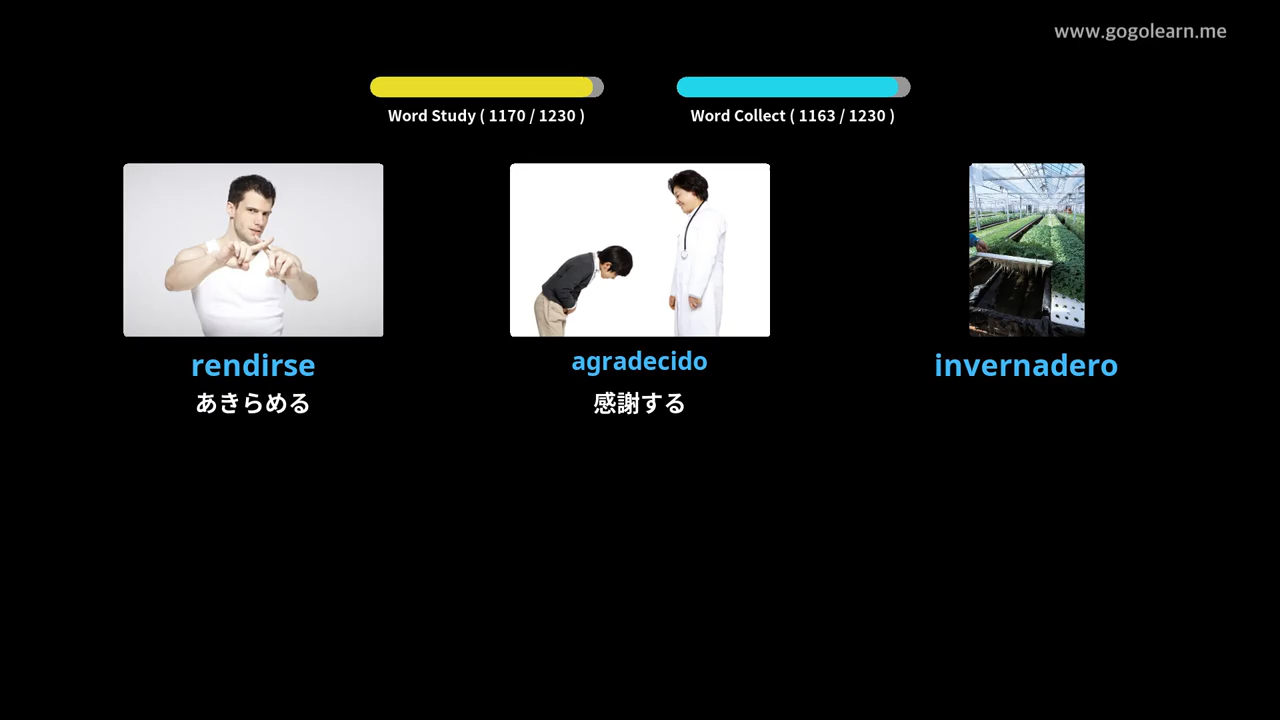 www.gogolearn.me
Word Study ( 1170 / 1230 )
Word Collect ( 1163 / 1230 )
rendirse
あきらめる
agradecido
感謝する
invernadero